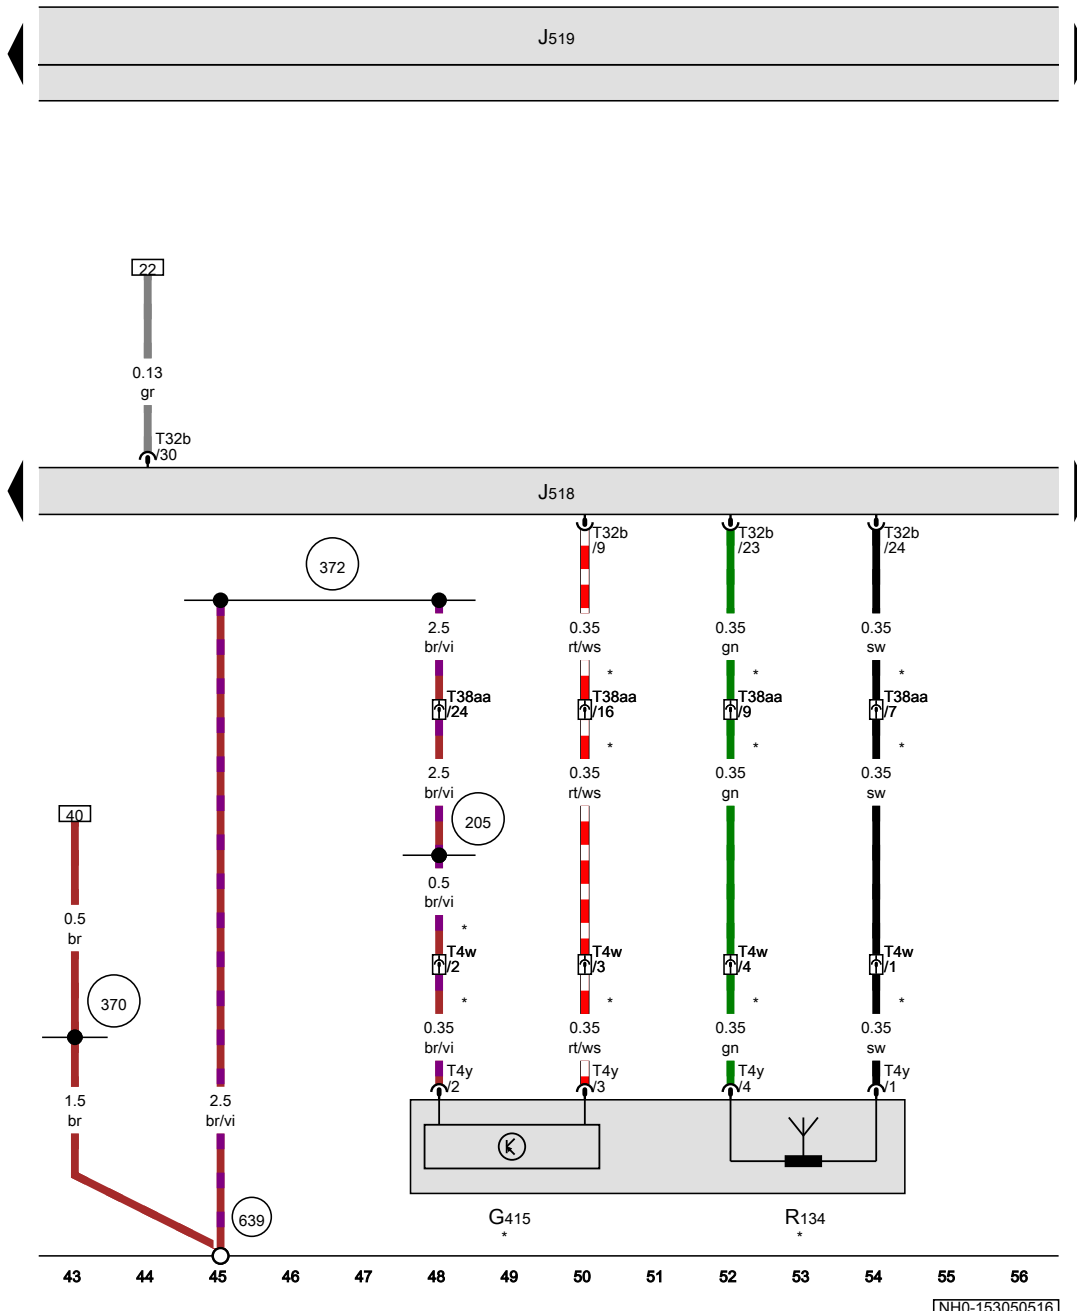 J519
22
0.13
gr
T32b
/30
J518
T32b
/9
T32b
/23
T32b
/24
372
2.5
br/vi
0.35
rt/ws
0.35
gn
0.35
sw
*
*
*
T38aa
/24
T38aa
/16
T38aa
/9
T38aa
/7
*
*
*
2.5
br/vi
0.35
rt/ws
0.35
gn
0.35
sw
40
205
0.5
br/vi
0.5
br
*
T4w
/2
T4w
/3
T4w
/4
T4w
/1
370
*
*
*
*
0.35
br/vi
0.35
rt/ws
0.35
gn
0.35
sw
T4y
/2
T4y
/3
T4y
/4
T4y
/1
1.5
br
2.5
br/vi
639
G415
*
R134
*
43 44 45 46 47 48 49 50 51 52 53 54 55 56
NH0-153050516